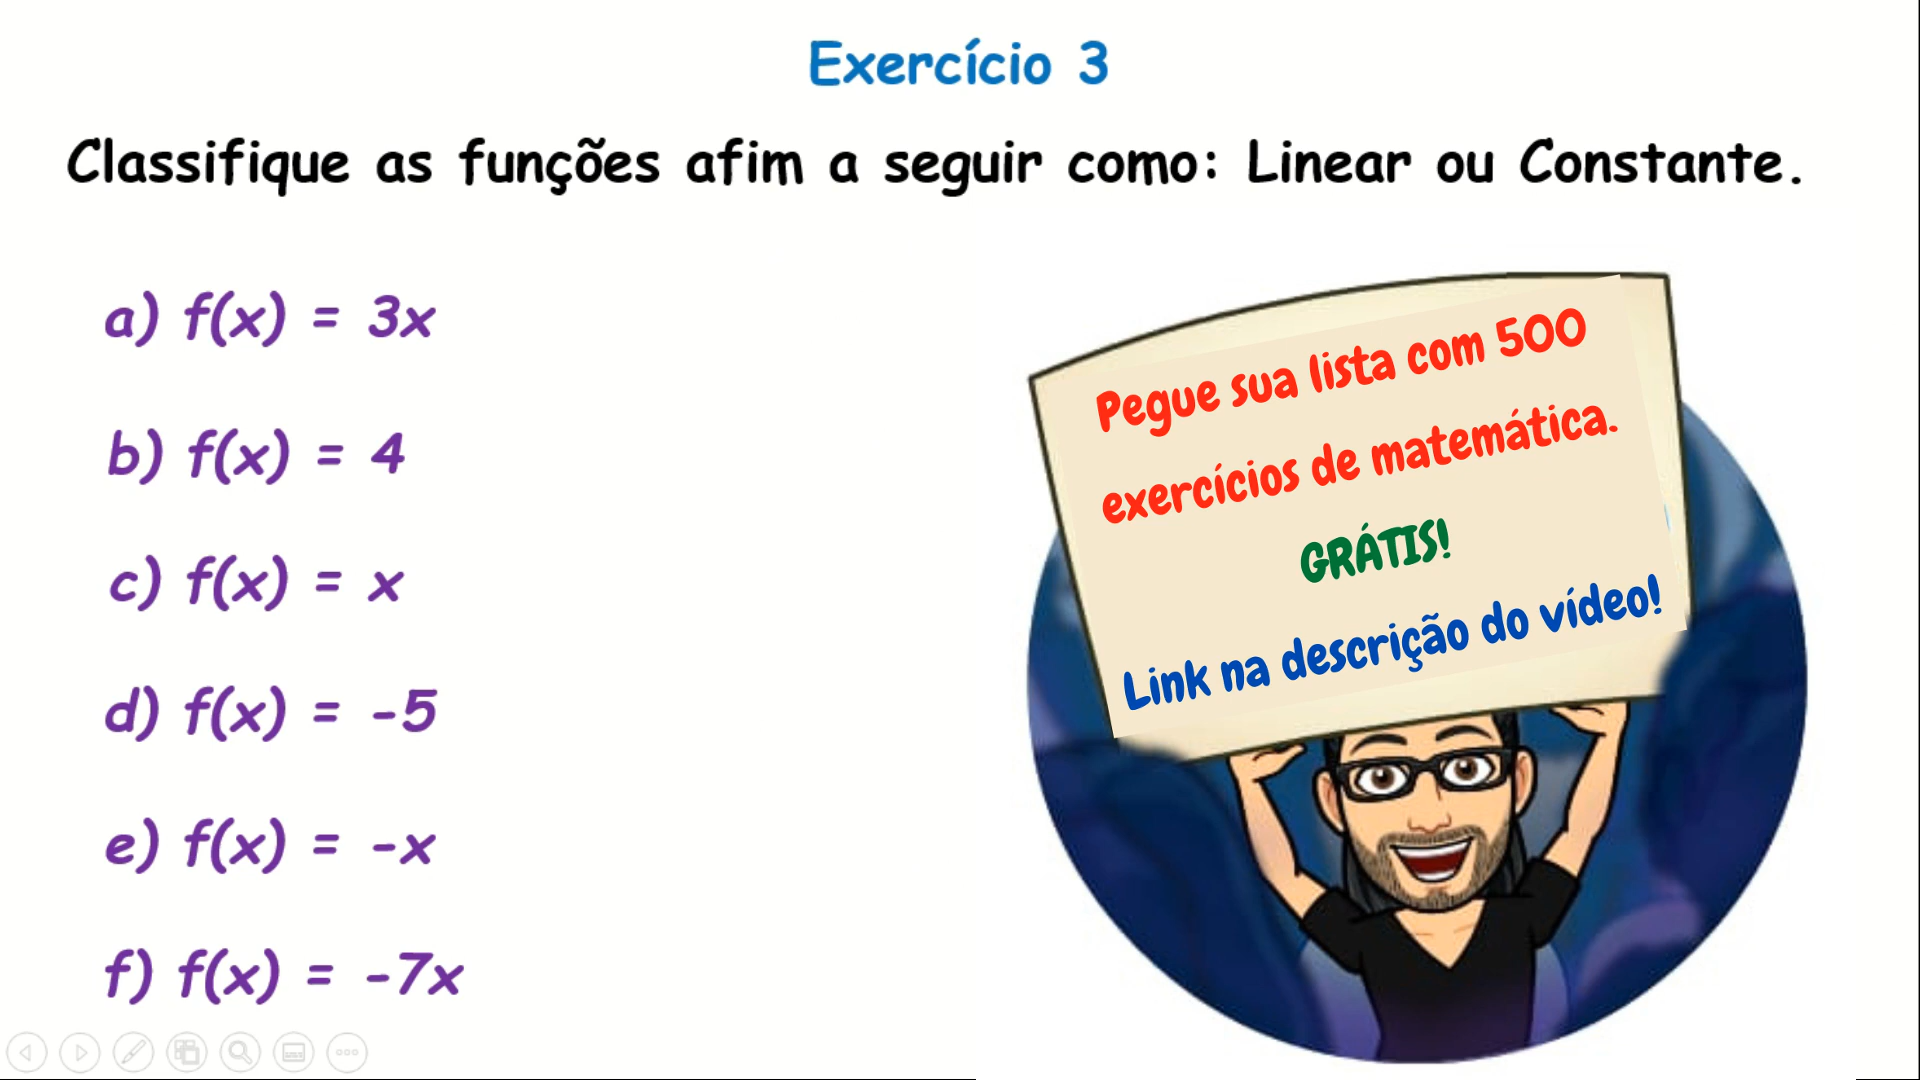 Exercício 3
Classifique as funções afim a seguir como: Linear ou Constante.
a) f(x) = 3x
b) f(x) = 4
c) f(x) = x
d) f(x) = -5
e) f(x) = -x
f) f(x) = -7x
Pegue sua lista com 500
exercícios de matemática.
GRÁTIS!
Link na descrição do vídeo!